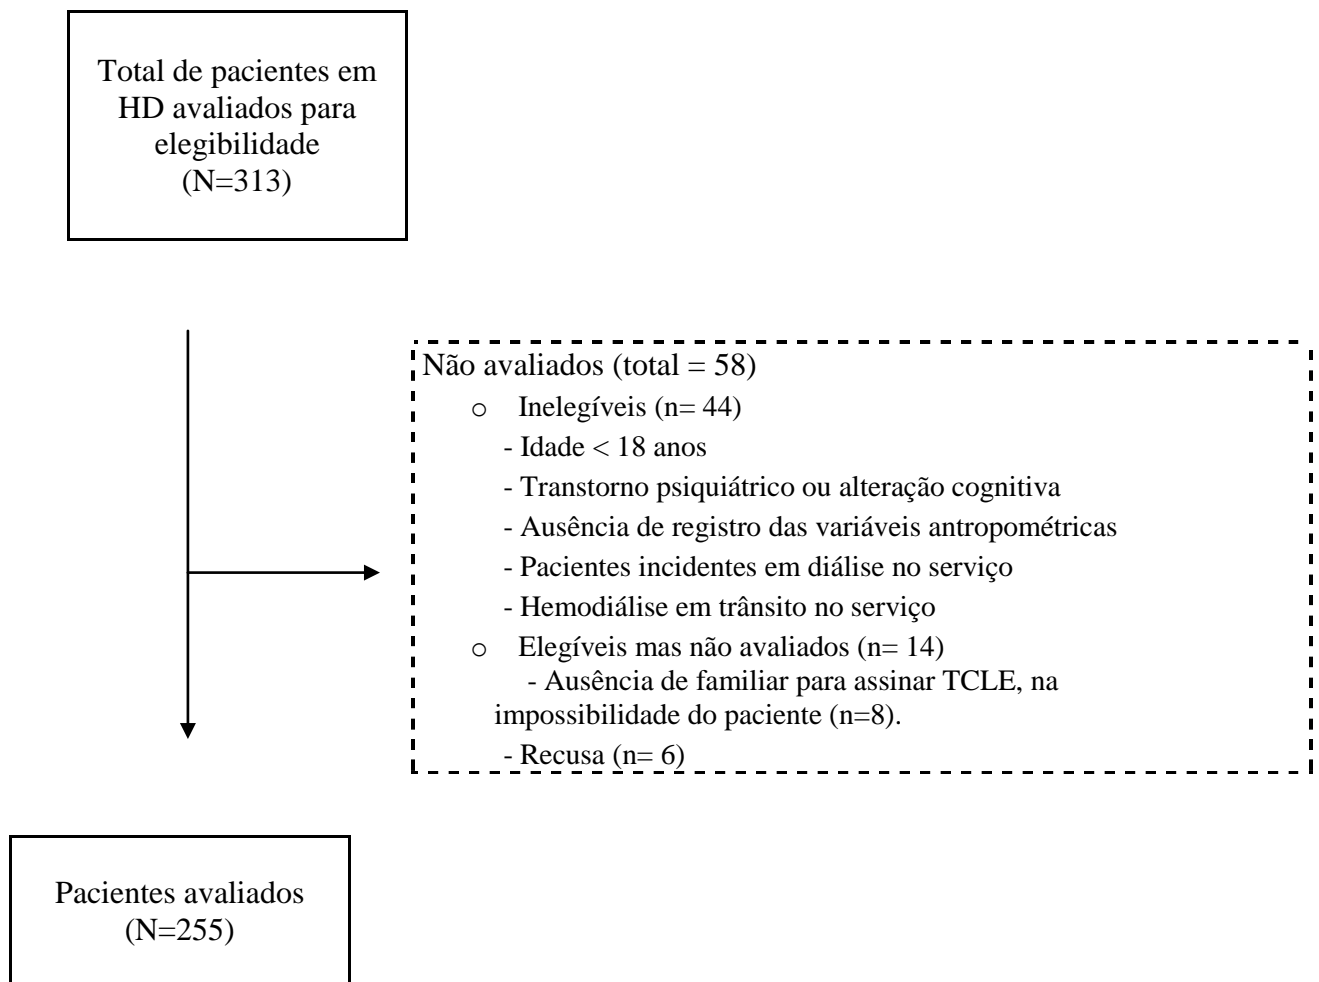 Total de pacientes em
HD avaliados para
elegibilidade
(N=313)
Não avaliados (total = 58)
o Inelegíveis (n= 44)
- Idade < 18 anos
- Transtorno psiquiátrico ou alteração cognitiva
- Ausência de registro das variáveis antropométricas
- Pacientes incidentes em diálise no serviço
- Hemodiálise em trânsito no serviço
o Elegíveis mas não avaliados (n= 14)
- Ausência de familiar para assinar TCLE, na
impossibilidade do paciente (n=8).
- Recusa (n= 6)
Pacientes avaliados
(N=255)